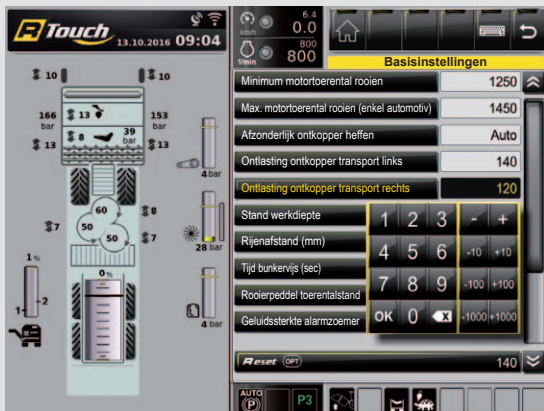 R Touch
13.10.2016 09:04
10
10
166
bar
13
153
bar
8
39
bar
13
13
4 bar
60
50
50
8
7
7
28 bar
1 %
0%
1
2
4 bar
km/h
6.4
0.0
1/min
800
800
Basisinstellingen
Minimum motortoerental rooien 1250
Max. motortoerental rooien (enkel automotiv) 1450
Afzonderlijk ontkopper heffen Auto
Ontlasting ontkopper transport links 140
Ontlasting ontkopper transport rechts 120
Stand werkdiepte
Rijenafstand (mm)
Tijd bunkervijs (sec)
Rooierpeddel toerentalstand
Geluidssterkte alarmzoemer
1 2 3 - +
4 5 6 -10 +10
7 8 9 -100 +100
OK 0 X -1000 +1000
Reset OPT 140
AUTO
P
P3